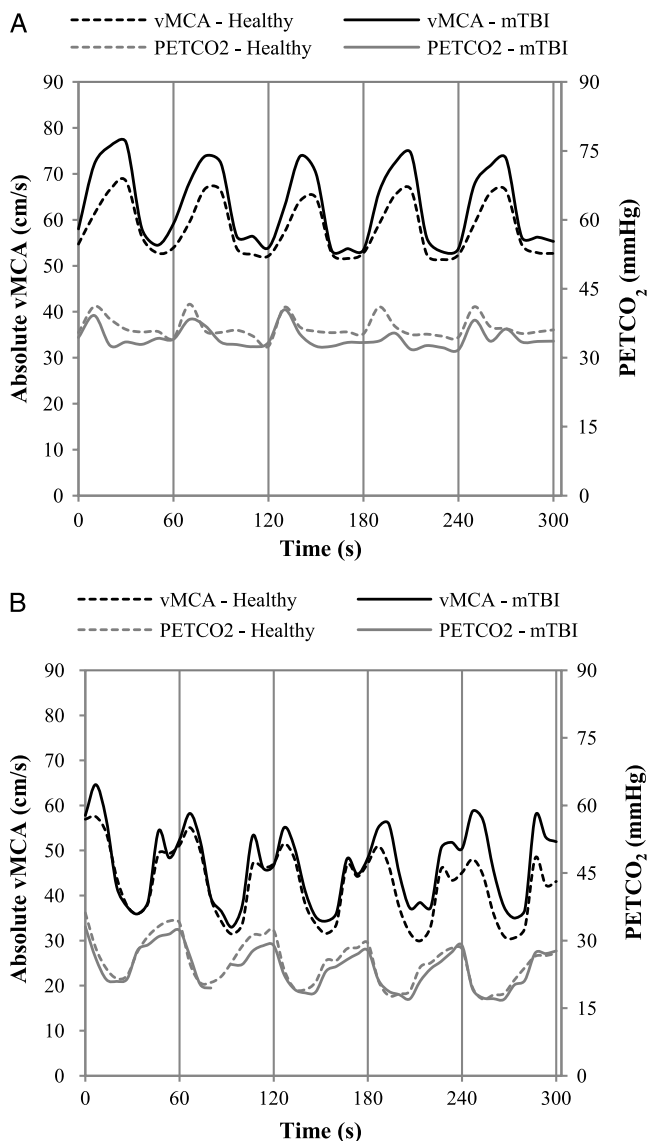 A
vMCA - Healthy
vMCA - mTBI
PETCO2 - Healthy
PETCO2 - mTBI
90
80
70
60
50
40
30
20
10
0
Absolute vMCA (cm/s)
90
75
60
45
30
15
0
PETCO2 (mmHg)
0 60 120 180 240 300
Time (s)
B
vMCA - Healthy
vMCA - mTBI
PETCO2 - Healthy
PETCO2 - mTBI
90
80
70
60
50
40
30
20
10
0
Absolute vMCA (cm/s)
90
75
60
45
30
15
0
PETCO2 (mmHg)
0 60 120 180 240 300
Time (s)